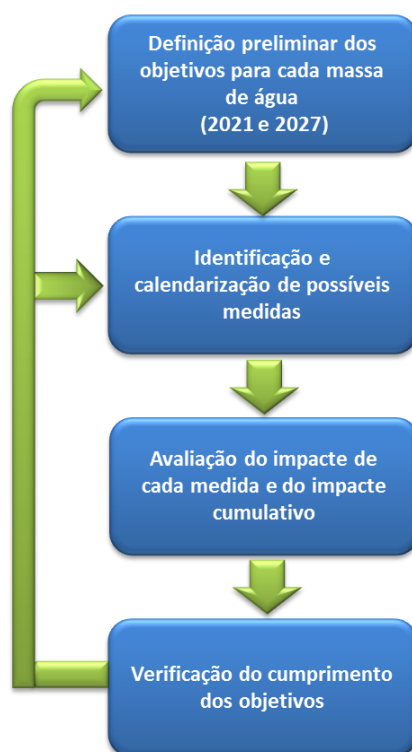 Definição preliminar dos
objetivos para cada massa
de água
(2021 e 2027)
Identificação e
calendarização de possíveis
medidas
Avaliação do impacte de
cada medida e do impacte
cumulativo
Verificação do cumprimento
dos objetivos